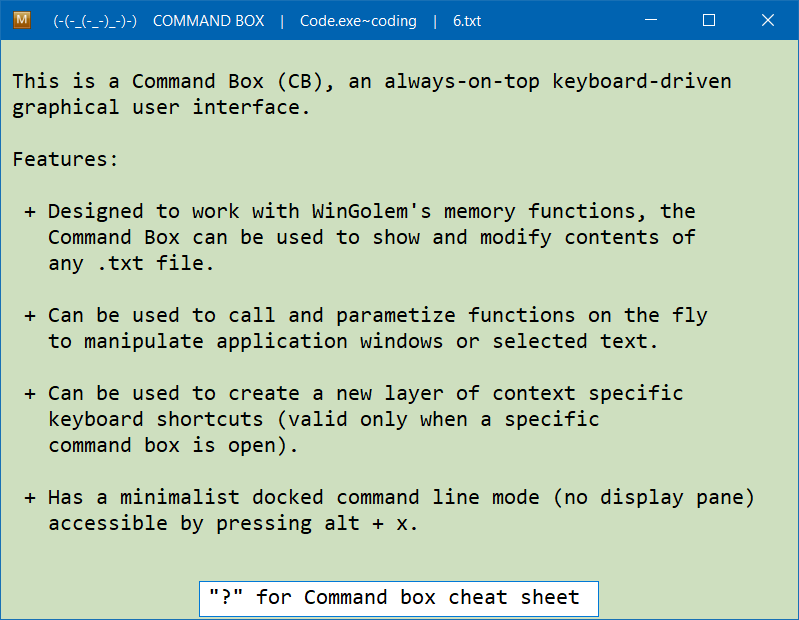 M (-(-_(-_-)_-)-) COMMAND BOX | Code.exe~coding | 6.txt
This is a Command Box (CB), an always-on-top keyboard-driven
graphical user interface.
Features:
+ Designed to work with WinGolem's memory functions, the
Command Box can be used to show and modify contents of
any .txt file.
+ Can be used to call and parametize functions on the fly
to manipulate application windows or selected text.
+ Can be used to create a new layer of context specific
keyboard shortcuts (valid only when a specific
command box is open).
+ Has a minimalist docked command line mode (no display pane)
accessible by pressing alt + x.
"?" for Command box cheat sheet